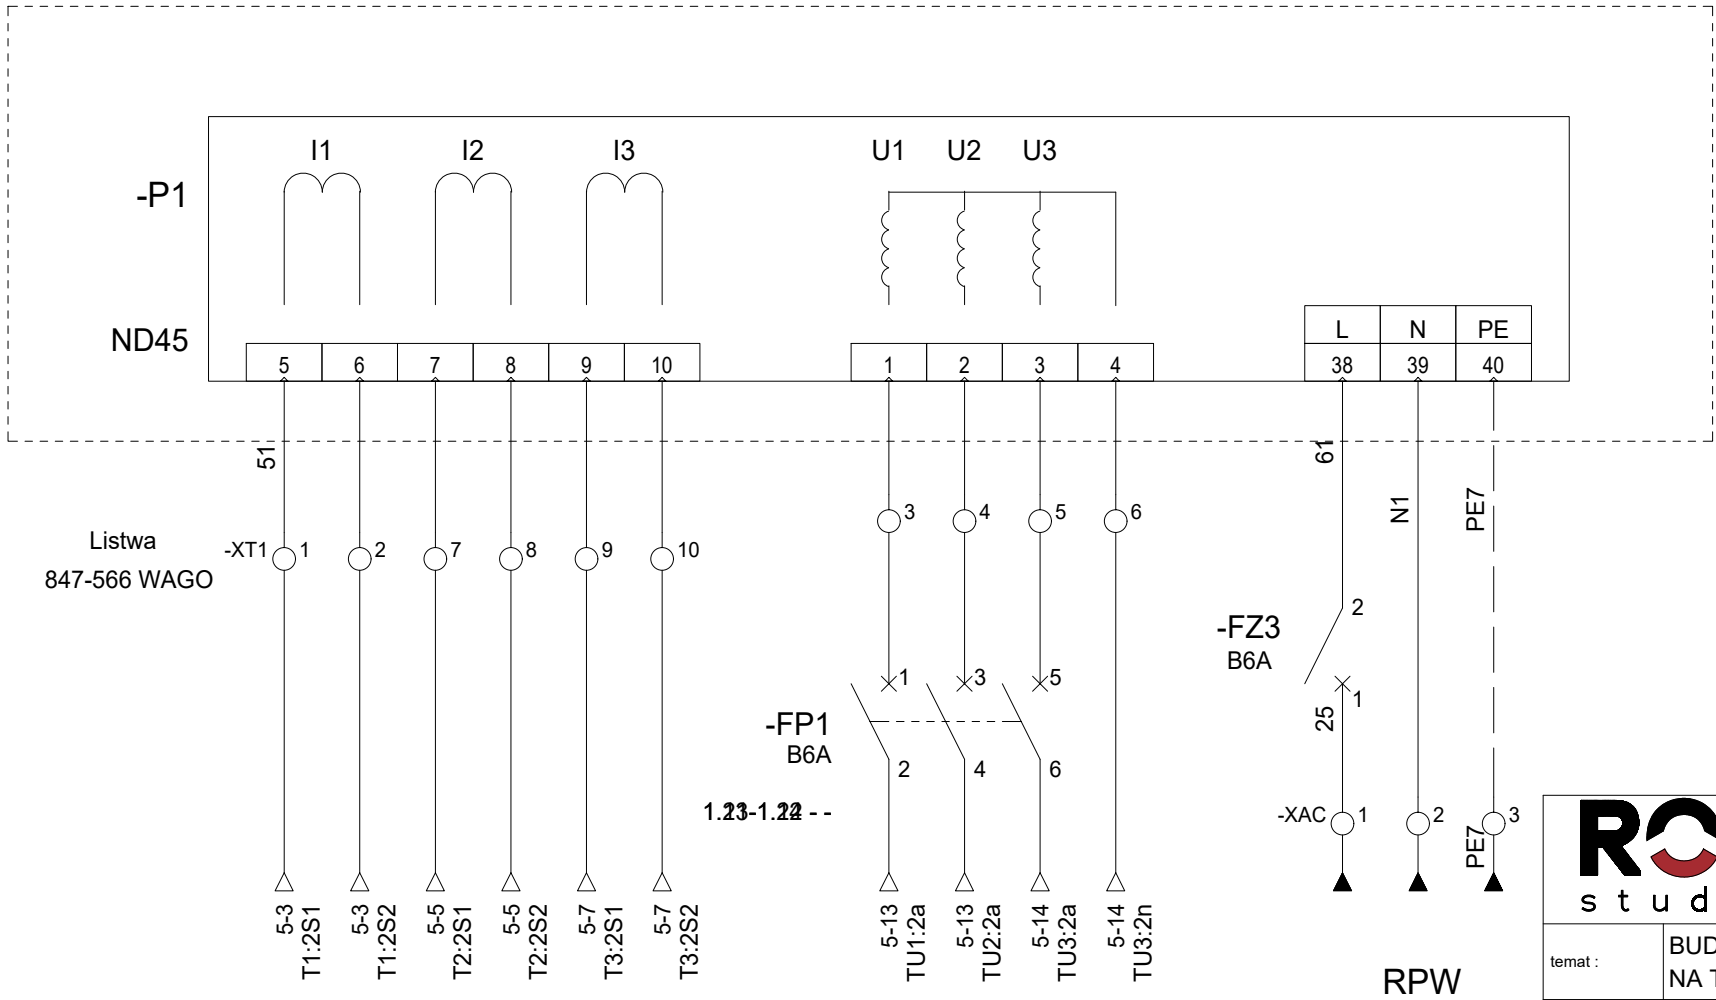 I1 I2 I3 U1 U2 U3
-P1
ND45
L N PE
5 6 7 8 9 10 1 2 3 4 38 39 40
51
61
N1
PE7
3 4 5 6
Listwa
847-566 WAGO
-XT1 1 2 7 8 9 10
-FZ3
B6A
2
1
25
1 3 5
-FP1
B6A
2 4 6
-XAC 1 2 3
PE7
5-3
T1:2S1
5-3
T1:2S2
5-5
T2:2S1
5-5
T2:2S2
5-7
T3:2S1
5-7
T3:2S2
5-13
TU1:2a
5-13
TU2:2a
5-14
TU3:2a
5-14
TU3:2n
RPW
RO
stud
temat :
BUD
NA T